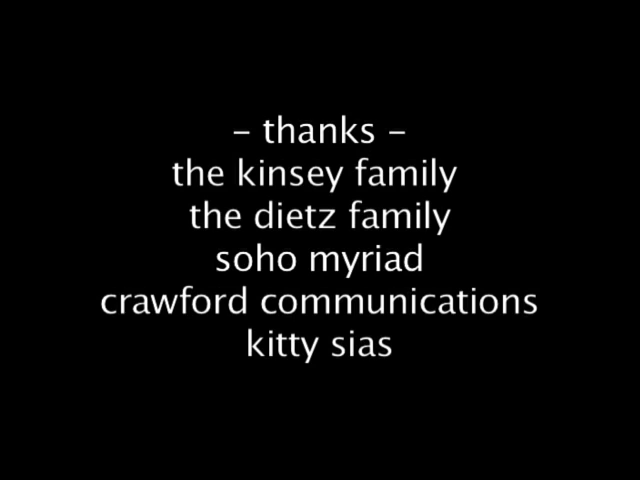 - thanks -
the kinsey family
the dietz family
soho myriad
crawford communications
kitty sias